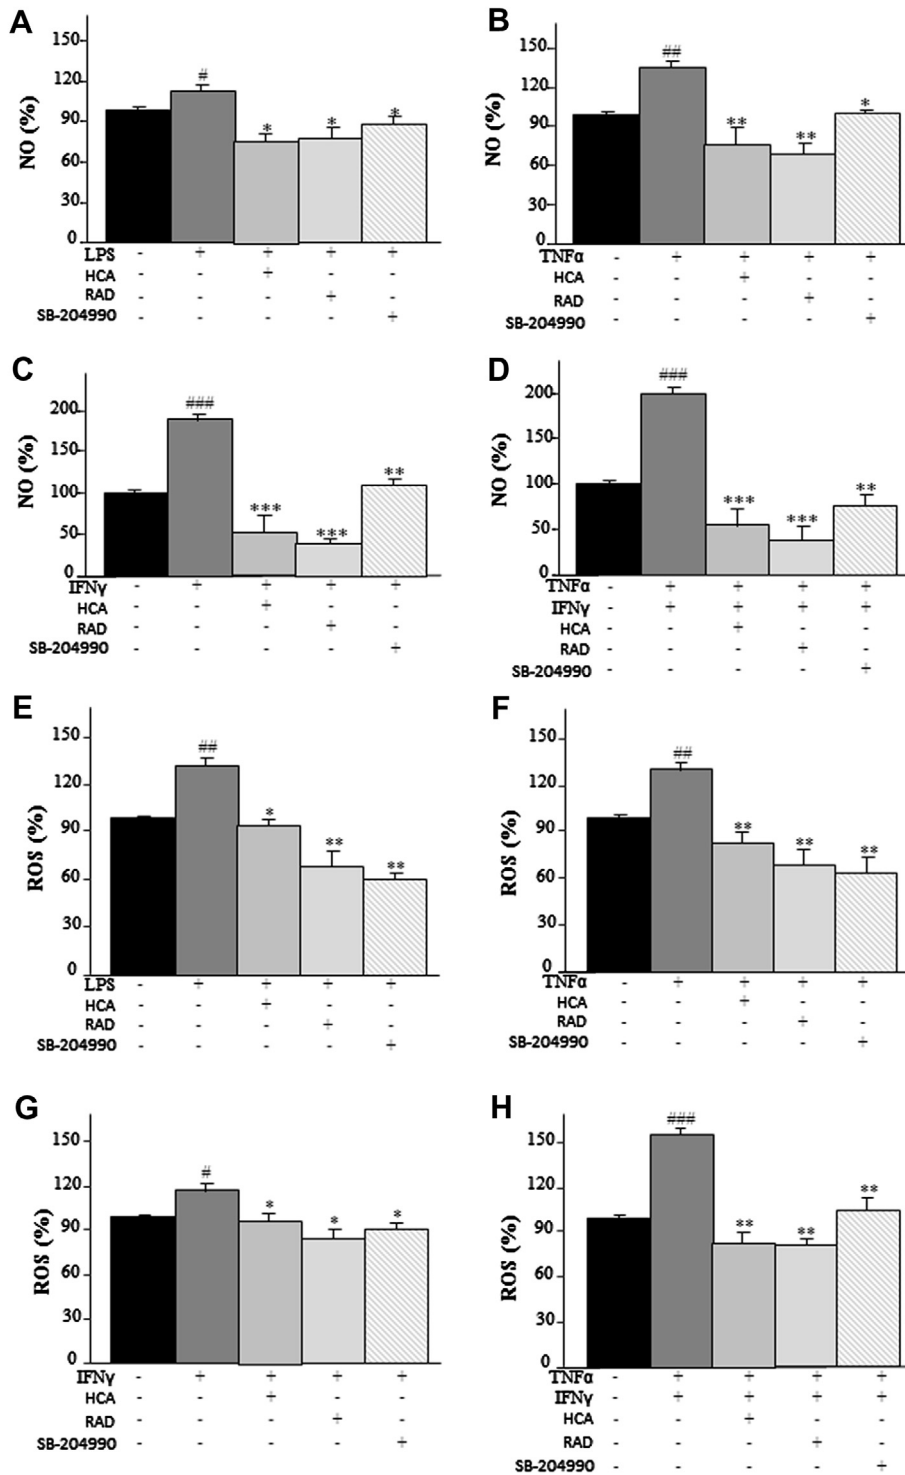 A
NO (%)
150
120
90
60
30
0
#
*
*
*
LPS - + + + +
HCA - - + - -
RAD - - - + -
SB-204990 - - - - +
B
NO (%)
150
120
90
60
30
0
##
**
**
*
TNFα - + + + +
HCA - - + - -
RAD - - - + -
SB-204990 - - - - +
C
NO (%)
200
150
100
50
0
###
***
***
**
IFNγ - + + + +
HCA - - + - -
RAD - - - + -
SB-204990 - - - - +
D
NO (%)
200
150
100
50
0
###
***
***
**
TNFα - + + + +
IFNγ - + + + +
HCA - - + - -
RAD - - - + -
SB-204990 - - - - +
E
ROS (%)
150
120
90
60
30
0
##
*
**
**
LPS - + + + +
HCA - - + - -
RAD - - - + -
SB-204990 - - - - +
F
ROS (%)
150
120
90
60
30
0
##
**
**
**
TNFα - + + + +
HCA - - + - -
RAD - - - + -
SB-204990 - - - - +
G
ROS (%)
150
120
90
60
30
0
#
*
*
*
IFNγ - + + + +
HCA - - + - -
RAD - - - + -
SB-204990 - - - - +
H
ROS (%)
150
120
90
60
30
0
###
**
**
**
TNFα - + + + +
IFNγ - + + + +
HCA - - + - -
RAD - - - + -
SB-204990 - - - - +